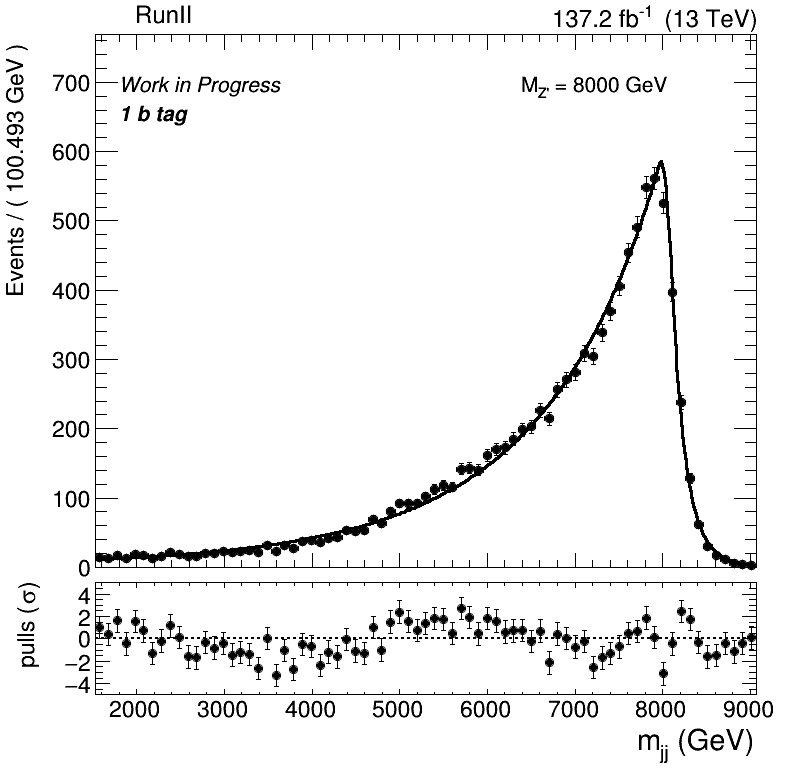 RunII
137.2 fb⁻¹ (13 TeV)
Events / ( 100.493 GeV )
700
600
500
400
300
200
100
0
Work in Progress
1 b tag
M_Z' = 8000 GeV
pulls (σ)
4
2
0
−2
−4
2000 3000 4000 5000 6000 7000 8000 9000
m_jj (GeV)